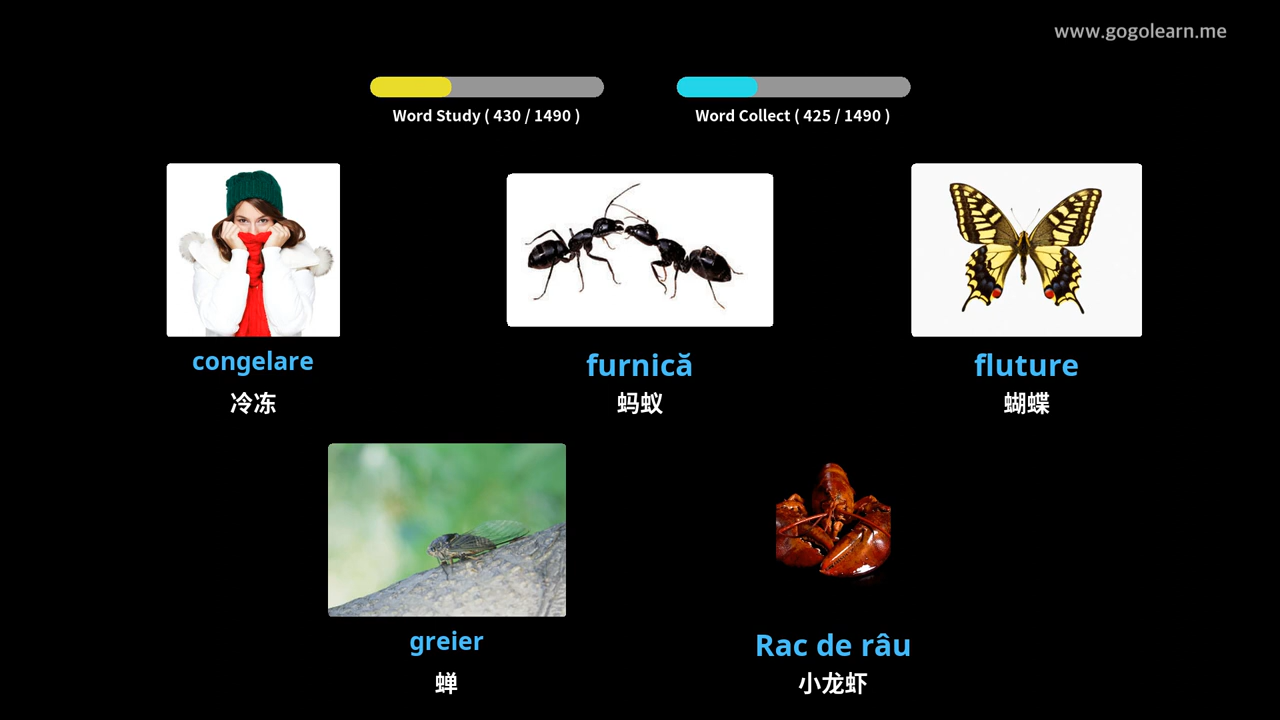 www.gogolearn.me
Word Study ( 430 / 1490 )
Word Collect ( 425 / 1490 )
congelare
冷冻
furnică
蚂蚁
fluture
蝴蝶
greier
蝉
Rac de râu
小龙虾